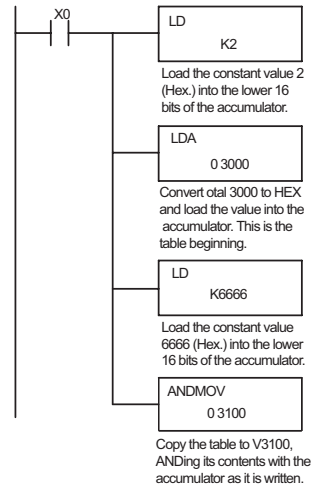 X0
LD
K2
Load the constant value 2
(Hex.) into the lower 16
bits of the accumulator.
LDA
0 3000
Convert otal 3000 to HEX
and load the value into the
accumulator. This is the
table beginning.
LD
K6666
Load the constant value
6666 (Hex.) into the lower
16 bits of the accumulator.
ANDMOV
0 3100
Copy the table to V3100,
ANDing its contents with the
accumulator as it is written.